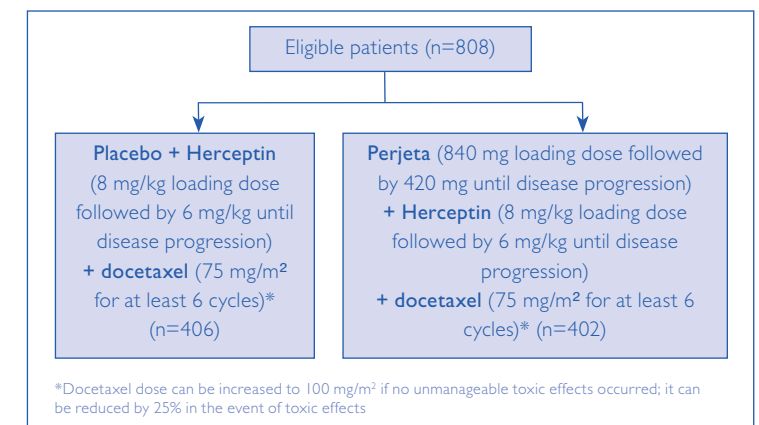 Eligible patients (n=808)
Placebo + Herceptin
(8 mg/kg loading dose
followed by 6 mg/kg until
disease progression)
+ docetaxel (75 mg/m²
for at least 6 cycles)*
(n=406)
Perjeta (840 mg loading dose followed
by 420 mg until disease progression)
+ Herceptin (8 mg/kg loading dose
followed by 6 mg/kg until disease
progression)
+ docetaxel (75 mg/m² for at least 6
cycles)* (n=402)
*Docetaxel dose can be increased to 100 mg/m² if no unmanageable toxic effects occurred; it can
be reduced by 25% in the event of toxic effects